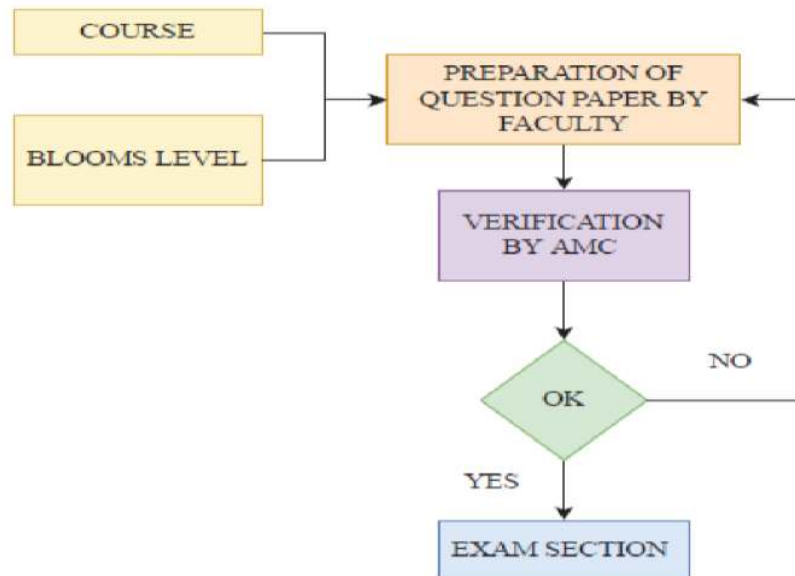 COURSE
BLOOMS LEVEL
PREPARATION OF
QUESTION PAPER BY
FACULTY
VERIFICATION
BY AMC
OK
NO
YES
EXAM SECTION